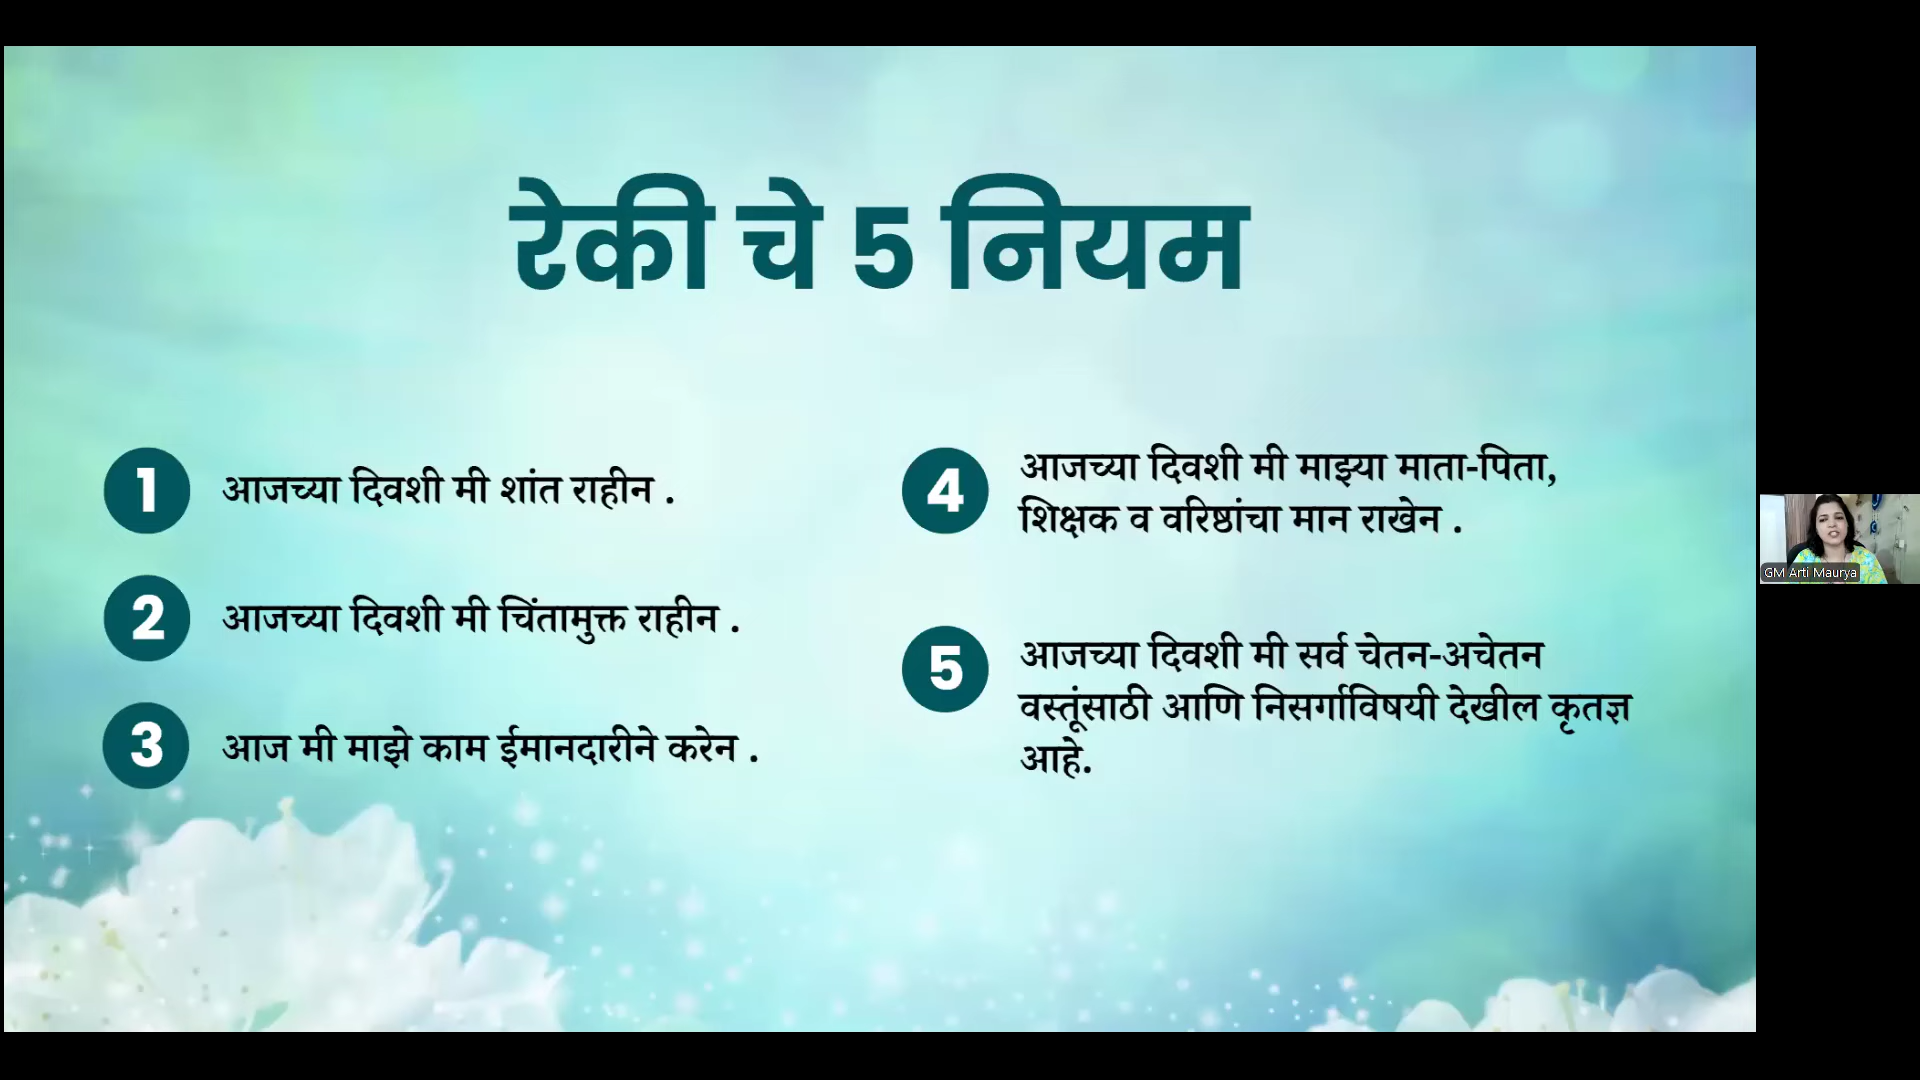 रेकी चे 5 नियम
1
आजच्या दिवशी मी शांत राहीन .
2
आजच्या दिवशी मी चिंतामुक्त राहीन .
3
आज मी माझे काम ईमानदारीने करेन .
4
आजच्या दिवशी मी माझ्या माता-पिता,
शिक्षक व वरिष्ठांचा मान राखेन .
5
आजच्या दिवशी मी सर्व चेतन-अचेतन
वस्तूंसाठी आणि निसर्गाविषयी देखील कृतज्ञ
आहे.
GM Arti Maurya